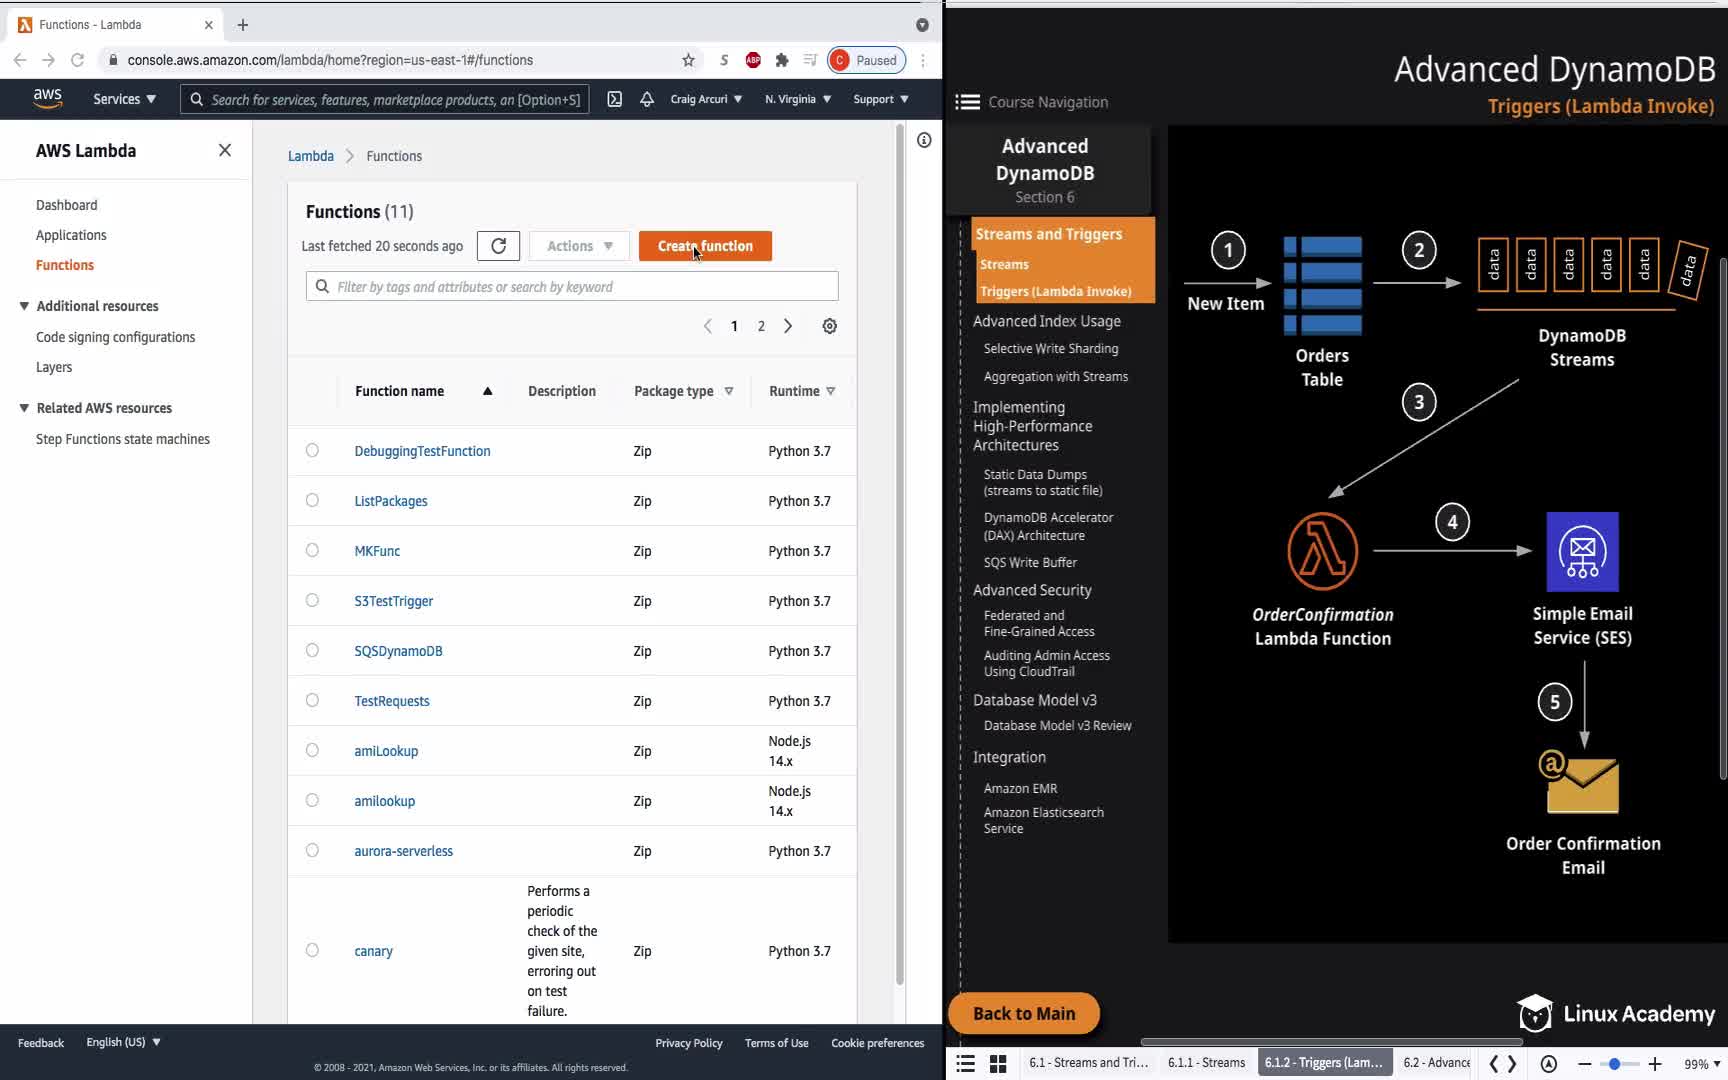 Functions - Lambda
console.aws.amazon.com/lambda/home?region=us-east-1#/functions
S
ABP
C Paused
aws
Services
Search for services, features, marketplace products, an [Option+S]
Craig Arcuri
N. Virginia
Support
AWS Lambda
Dashboard
Applications
Functions
Additional resources
Code signing configurations
Layers
Related AWS resources
Step Functions state machines
Lambda > Functions
Functions (11)
Last fetched 20 seconds ago
Actions
Create function
Filter by tags and attributes or search by keyword
1 2
Function name Description Package type Runtime
DebuggingTestFunction Zip Python 3.7
ListPackages Zip Python 3.7
MKFunc Zip Python 3.7
S3TestTrigger Zip Python 3.7
SQSDynamoDB Zip Python 3.7
TestRequests Zip Python 3.7
amiLookup Zip Node.js 14.x
amilookup Zip Node.js 14.x
aurora-serverless Zip Python 3.7
canary Performs a periodic check of the given site, erroring out on test failure. Zip Python 3.7
Feedback English (US) Privacy Policy Terms of Use Cookie preferences
© 2008 - 2021, Amazon Web Services, Inc. or its affiliates. All rights reserved.
Advanced DynamoDB
Triggers (Lambda Invoke)
Course Navigation
Advanced
DynamoDB
Section 6
Streams and Triggers
Streams
Triggers (Lambda Invoke)
Advanced Index Usage
Selective Write Sharding
Aggregation with Streams
Implementing
High-Performance
Architectures
Static Data Dumps
(streams to static file)
DynamoDB Accelerator
(DAX) Architecture
SQS Write Buffer
Advanced Security
Federated and
Fine-Grained Access
Auditing Admin Access
Using CloudTrail
Database Model v3
Database Model v3 Review
Integration
Amazon EMR
Amazon Elasticsearch
Service
Back to Main
1
New Item
Orders
Table
2
data data data data data data
DynamoDB
Streams
3
OrderConfirmation
Lambda Function
4
Simple Email
Service (SES)
5
@
Order Confirmation
Email
Linux Academy
6.1 - Streams and Tri... 6.1.1 - Streams 6.1.2 - Triggers (Lam... 6.2 - Advance
99%